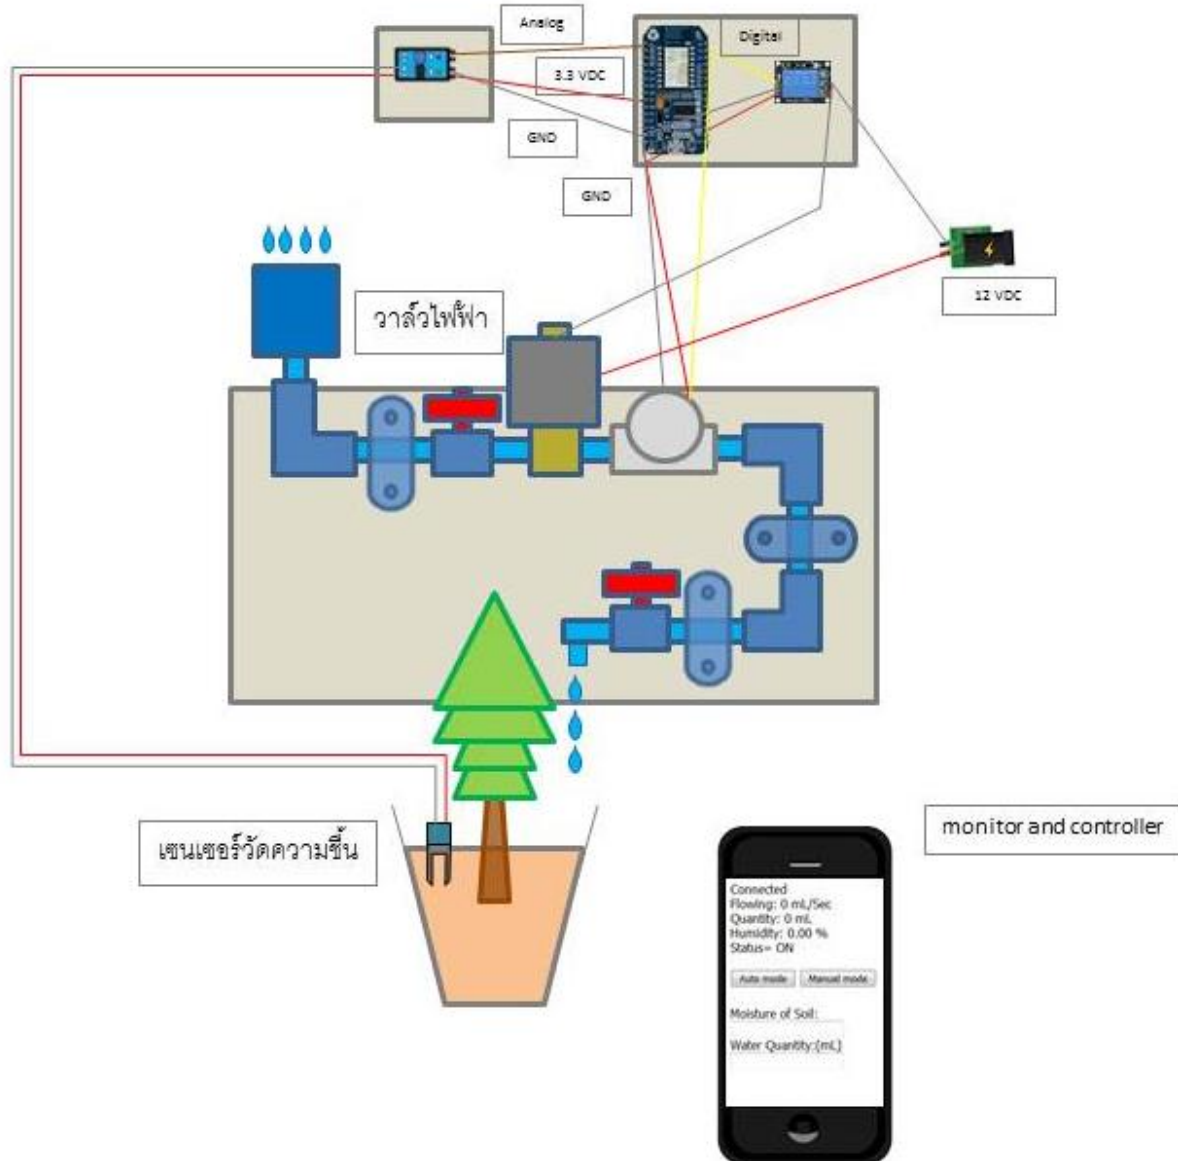 Analog
Digital
3.3 VDC
GND
GND
12 VDC
วาล์วไฟฟ้า
เซนเซอร์วัดความชื้น
monitor and controller
Connected
Flowing: 0 mL/Sec
Quantity: 0 mL
Humidity: 0.00 %
Status= ON
Auto mode Manual mode
Moisture of Soil:
Water Quantity:(mL)